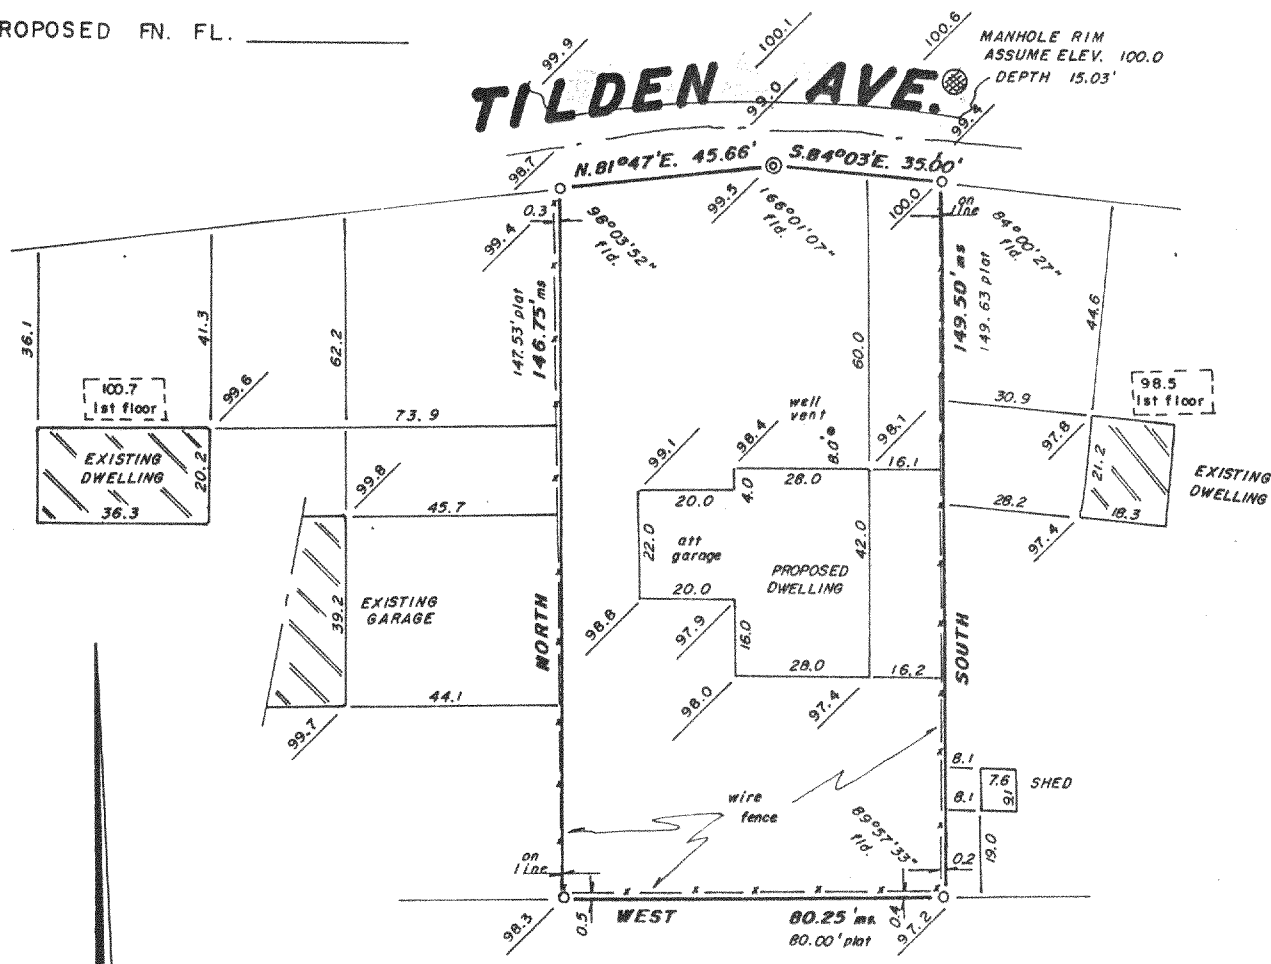 ROPOSED FN. FL.
99.9
100.1
100.6
MANHOLE RIM
ASSUME ELEV. 100.0
DEPTH 15.03'
TILDEN AVE.
99.0
99.4
98.7
N.81°47'E. 45.66'
S.84°03'E. 35.00'
99.5
100.0
0.3
99.4
98°03'52"
fld.
166°01'07"
fld.
on
line
84°00'27"
fld.
36.1
41.3
62.2
147.53' plat
146.75' ms
60.0
149.50' ms
149.63 plat
44.6
100.7
1st floor
99.6
73.9
30.9
98.5
1st floor
well
vent
8.0'
99.1
98.4
98.1
97.8
EXISTING
DWELLING
20.2
36.3
99.8
45.7
20.0
4.0
28.0
16.1
28.2
21.2
18.3
EXISTING
DWELLING
97.4
22.0
att
garage
42.0
PROPOSED
DWELLING
20.0
39.2
EXISTING
GARAGE
98.8
97.9
16.0
NORTH
SOUTH
28.0
16.2
44.1
99.7
98.0
97.4
8.1
7.6
9.1
SHED
8.1
wire
fence
89°57'33"
fld.
19.0
on
line
0.2
0.5
WEST
80.25' ms.
80.00' plat
0.4
98.3
97.2